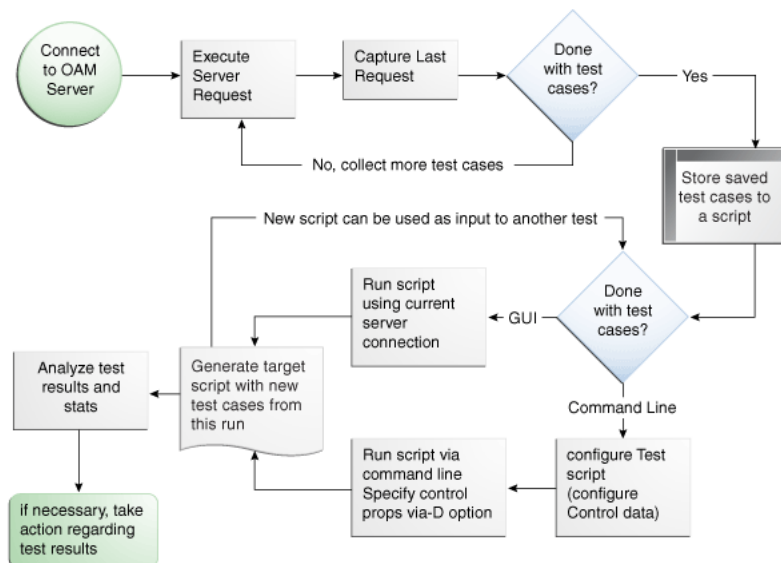 Connect
to OAM
Server
Execute
Server
Request
Capture Last
Request
Done
with test
cases?
Yes
No, collect more test cases
Store saved
test cases to
a script
New script can be used as input to another test
Done
with test
cases?
GUI
Run script
using current
server
connection
Generate target
script with new
test cases from
this run
Analyze test
results and
stats
Command Line
configure Test
script
(configure
Control data)
Run script via
command line
Specify control
props via-D option
if necessary, take
action regarding
test results